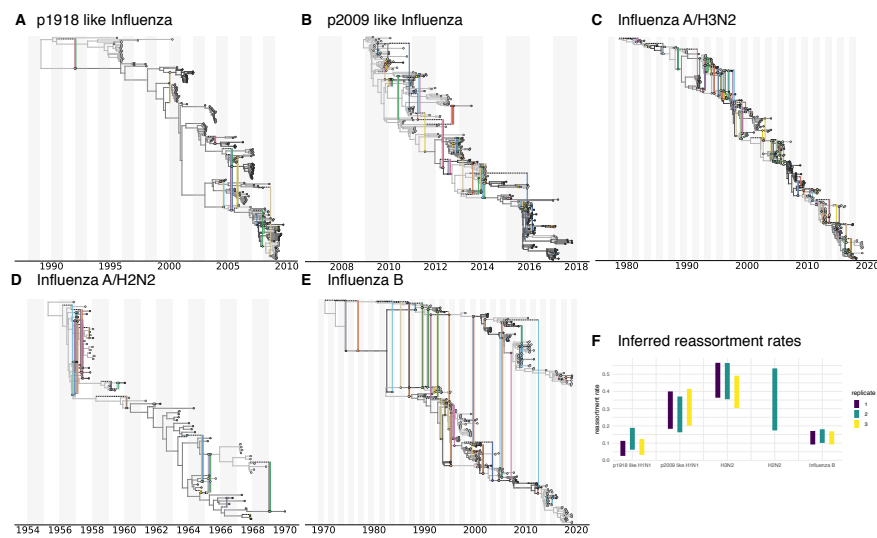 A p1918 like Influenza
B p2009 like Influenza
C Influenza A/H3N2
1990 1995 2000 2005 2010
2008 2010 2012 2014 2016 2018
1980 1990 2000 2010 2020
D Influenza A/H2N2
E Influenza B
F Inferred reassortment rates
reassortment rate
0.5
0.4
0.3
0.2
0.1
0.0
p1918 like H1N1 p2009 like H1N1 H3N2 H2N2 Influenza B
replicate
1
2
3
1954 1956 1958 1960 1962 1964 1966 1968 1970
1970 1980 1990 2000 2010 2020